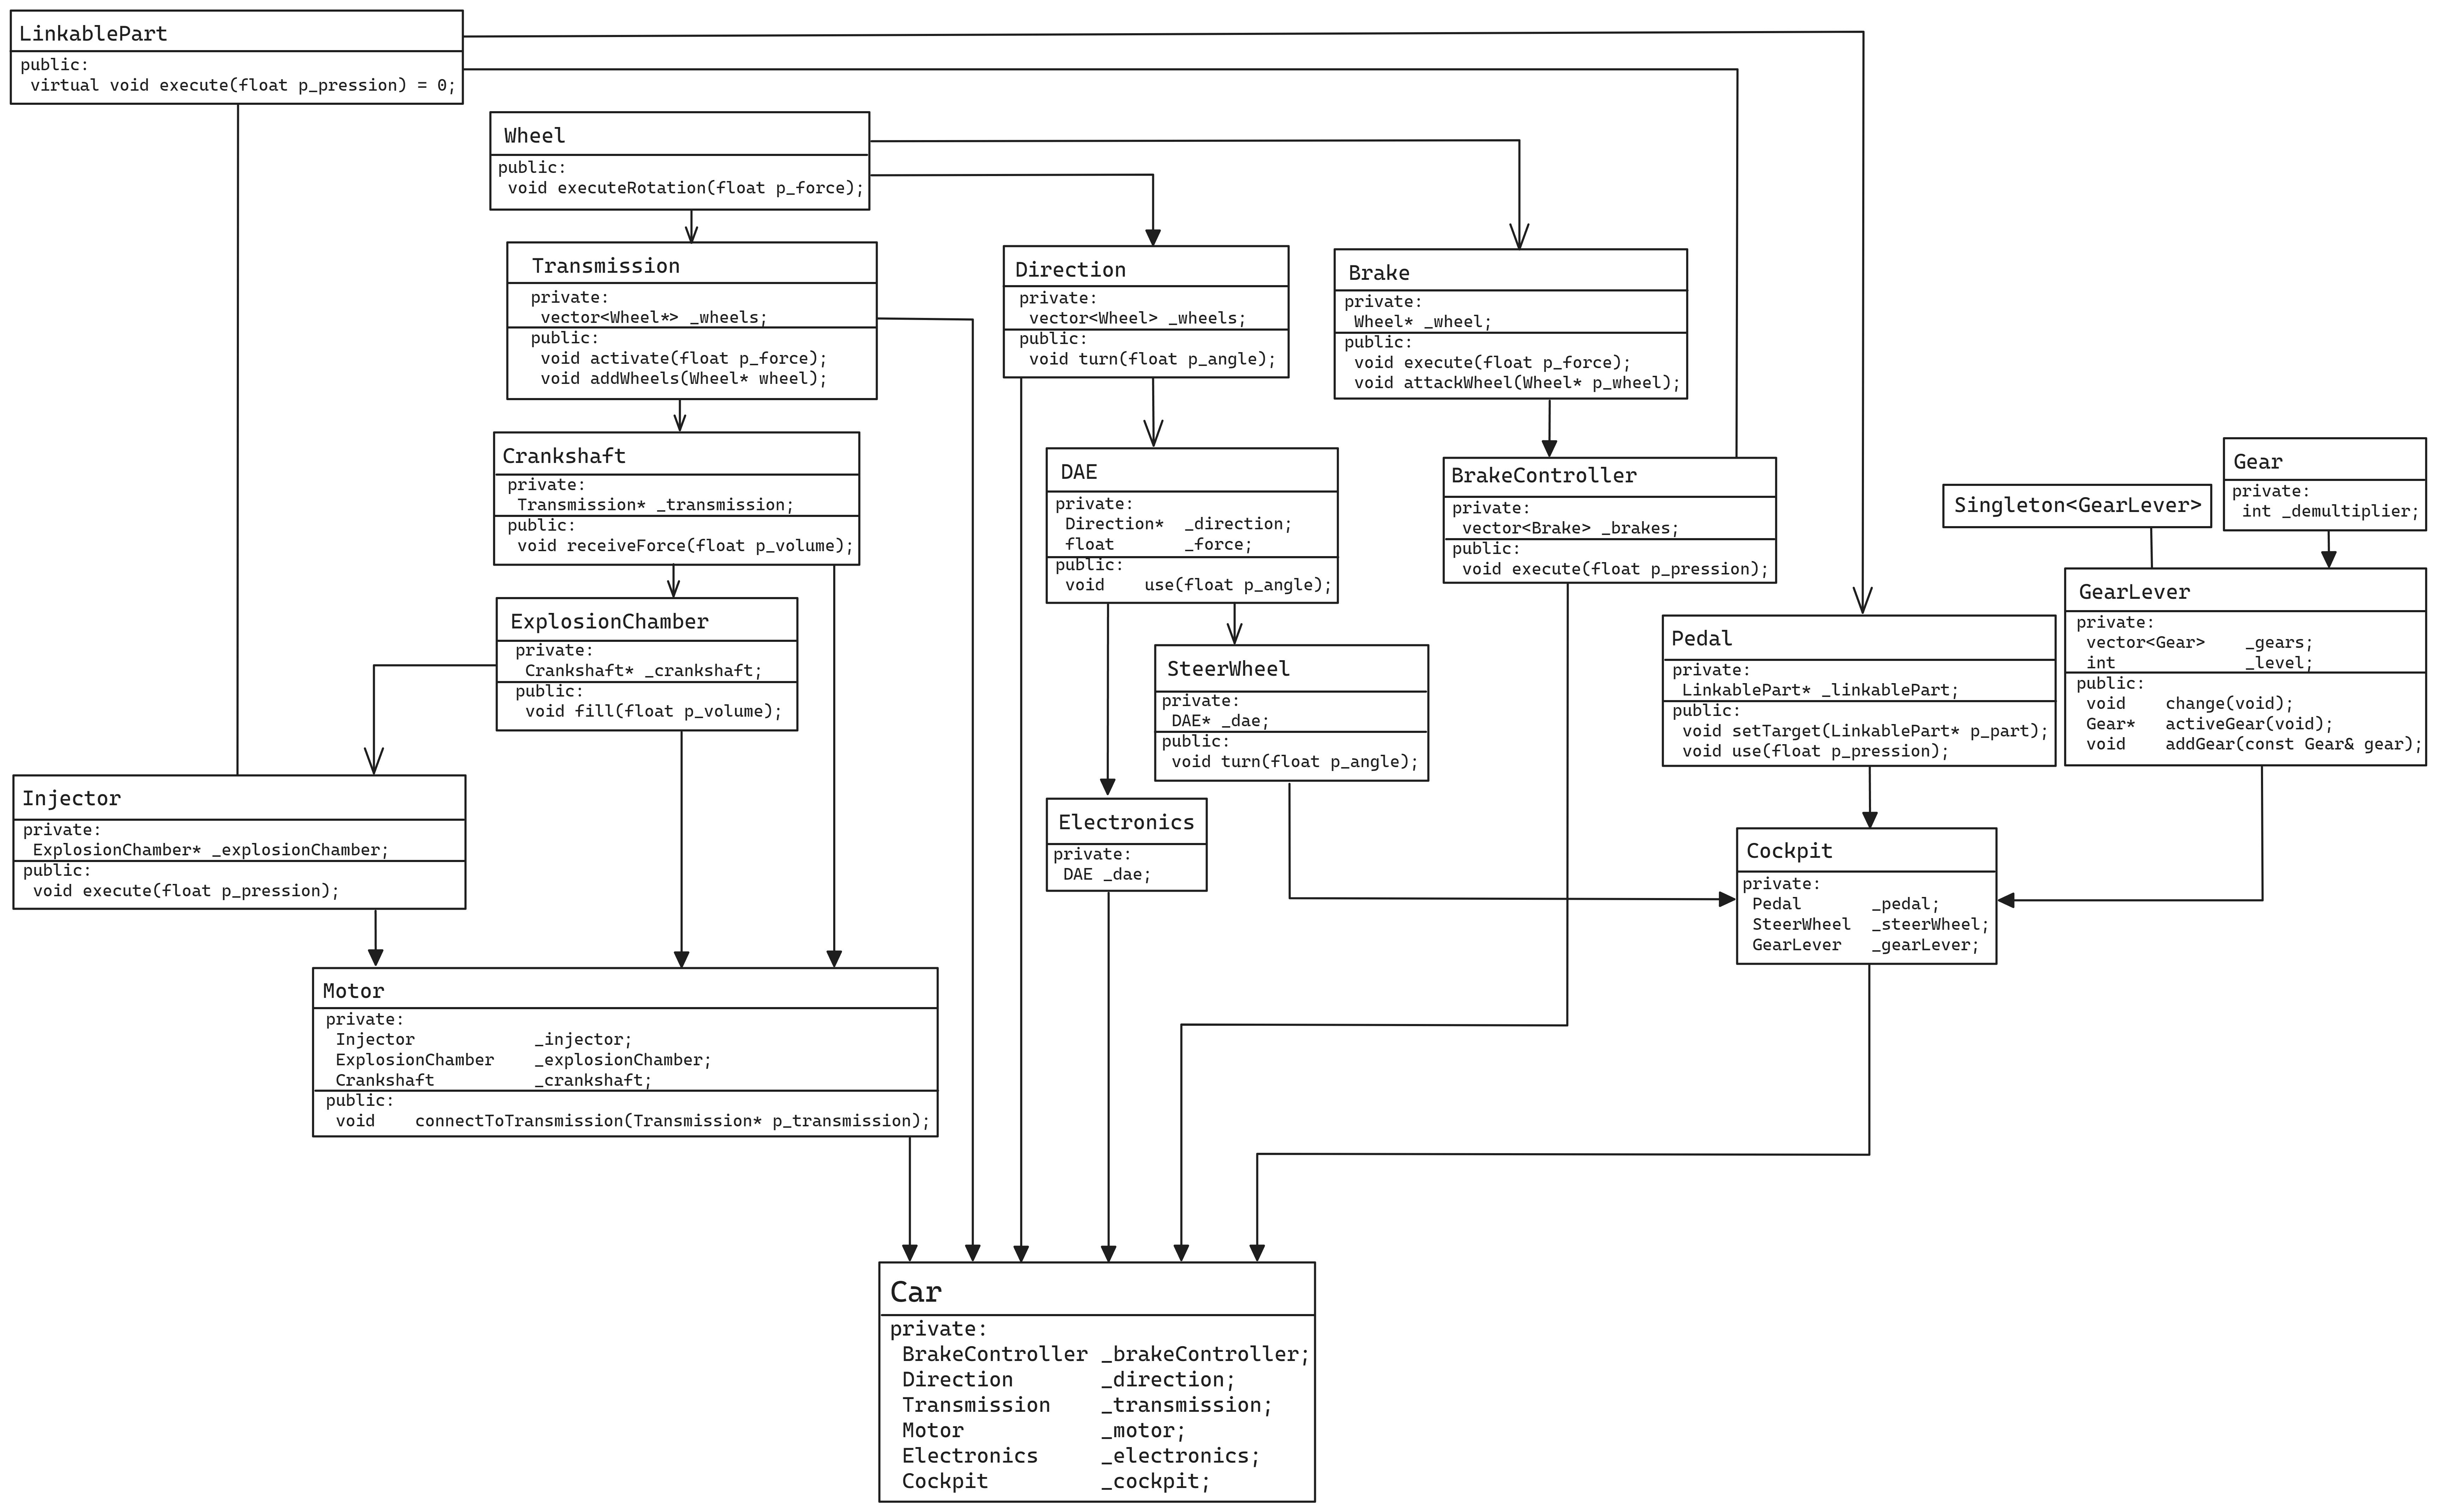 LinkablePart
public:
virtual void execute(float p_pression) = 0;
Wheel
public:
void executeRotation(float p_force);
Transmission
private:
vector<Wheel*> _wheels;
public:
void activate(float p_force);
void addWheels(Wheel* wheel);
Direction
private:
vector<Wheel> _wheels;
public:
void turn(float p_angle);
Brake
private:
Wheel* _wheel;
public:
void execute(float p_force);
void attackWheel(Wheel* p_wheel);
Crankshaft
private:
Transmission* _transmission;
public:
void receiveForce(float p_volume);
DAE
private:
Direction* _direction;
float _force;
public:
void use(float p_angle);
BrakeController
private:
vector<Brake> _brakes;
public:
void execute(float p_pression);
Singleton<GearLever>
Gear
private:
int _demultiplier;
ExplosionChamber
private:
Crankshaft* _crankshaft;
public:
void fill(float p_volume);
SteerWheel
private:
DAE* _dae;
public:
void turn(float p_angle);
Pedal
private:
LinkablePart* _linkablePart;
public:
void setTarget(LinkablePart* p_part);
void use(float p_pression);
GearLever
private:
vector<Gear> _gears;
int _level;
public:
void change(void);
Gear* activeGear(void);
void addGear(const Gear& gear);
Injector
private:
ExplosionChamber* _explosionChamber;
public:
void execute(float p_pression);
Electronics
private:
DAE _dae;
Cockpit
private:
Pedal _pedal;
SteerWheel _steerWheel;
GearLever _gearLever;
Motor
private:
Injector _injector;
ExplosionChamber _explosionChamber;
Crankshaft _crankshaft;
public:
void connectToTransmission(Transmission* p_transmission);
Car
private:
BrakeController _brakeController;
Direction _direction;
Transmission _transmission;
Motor _motor;
Electronics _electronics;
Cockpit _cockpit;